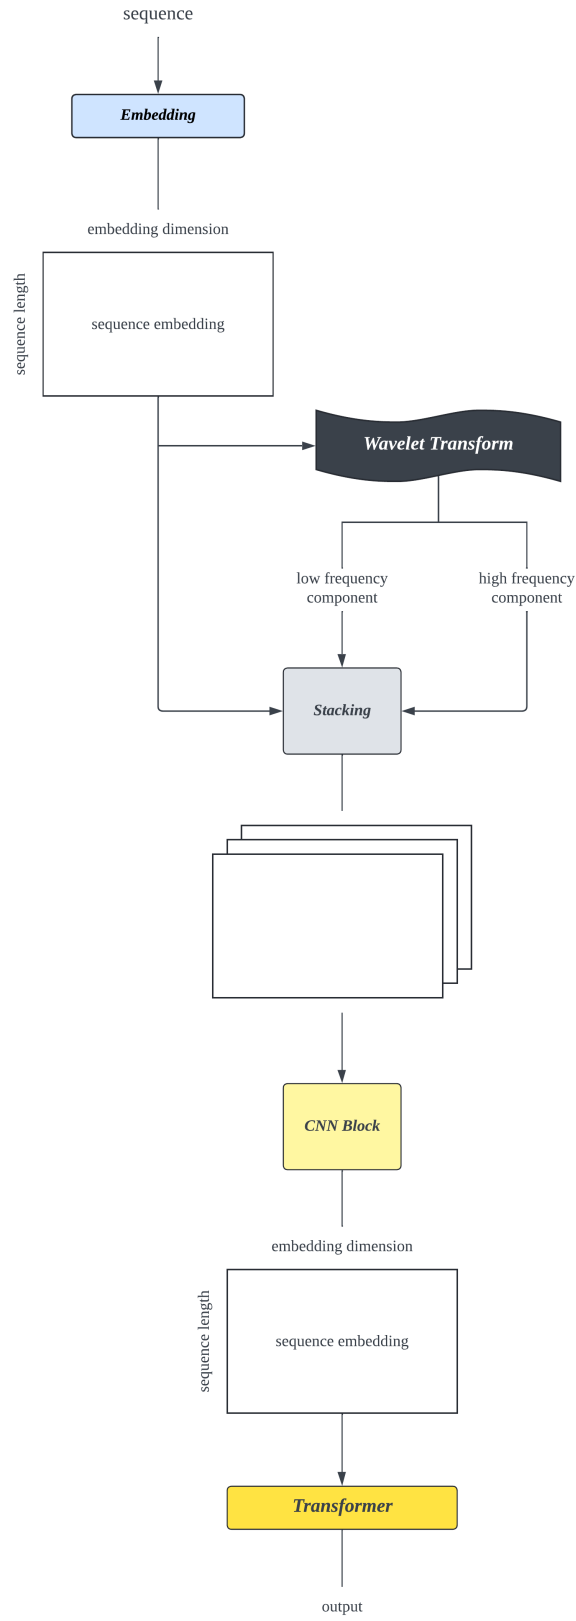 sequence
Embedding
embedding dimension
sequence length
sequence embedding
Wavelet Transform
low frequency
component
high frequency
component
Stacking
CNN Block
embedding dimension
sequence length
sequence embedding
Transformer
output